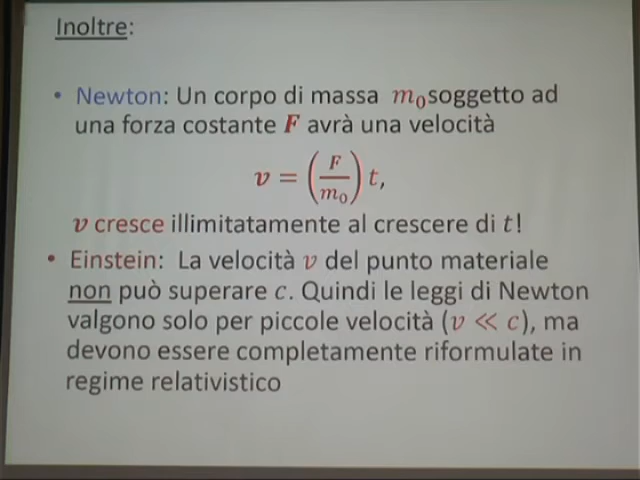 Inoltre:
• Newton: Un corpo di massa m₀soggetto ad
una forza costante F avrà una velocità
v = (F/m₀) t,
v cresce illimitatamente al crescere di t!
• Einstein: La velocità v del punto materiale
non può superare c. Quindi le leggi di Newton
valgono solo per piccole velocità (v ≪ c), ma
devono essere completamente riformulate in
regime relativistico